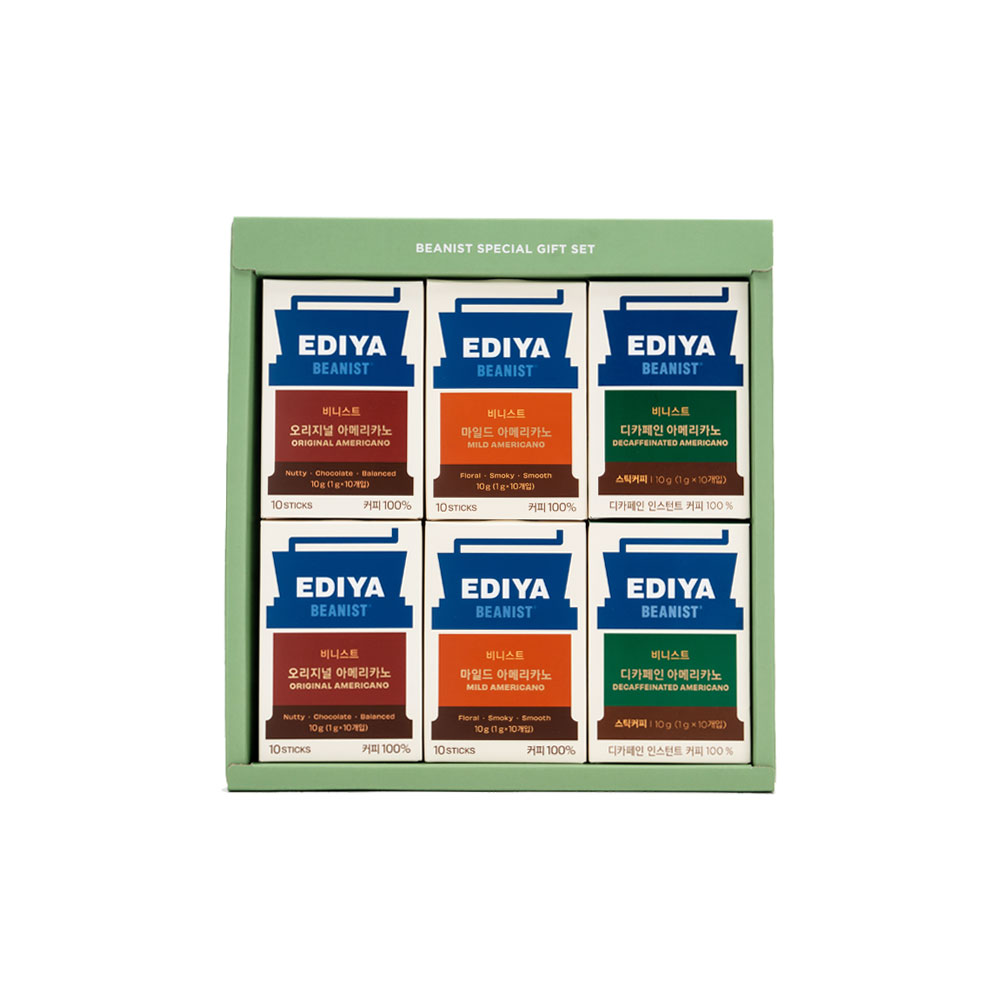 BEANIST SPECIAL GIFT SET
EDIYA
BEANIST
비니스트
오리지널 아메리카노
ORIGINAL AMERICANO
Nutty · Chocolate · Balanced
10g (1g×10개입)
10 STICKS 커피 100%
EDIYA
BEANIST
비니스트
마일드 아메리카노
MILD AMERICANO
Floral · Smoky · Smooth
10g (1g×10개입)
10 STICKS 커피 100%
EDIYA
BEANIST
비니스트
디카페인 아메리카노
DECAFFEINATED AMERICANO
스틱커피 | 10g (1g×10개입)
디카페인 인스턴트 커피 100%
EDIYA
BEANIST
비니스트
오리지널 아메리카노
ORIGINAL AMERICANO
Nutty · Chocolate · Balanced
10g (1g×10개입)
10 STICKS 커피 100%
EDIYA
BEANIST
비니스트
마일드 아메리카노
MILD AMERICANO
Floral · Smoky · Smooth
10g (1g×10개입)
10 STICKS 커피 100%
EDIYA
BEANIST
비니스트
디카페인 아메리카노
DECAFFEINATED AMERICANO
스틱커피 | 10g (1g×10개입)
디카페인 인스턴트 커피 100%